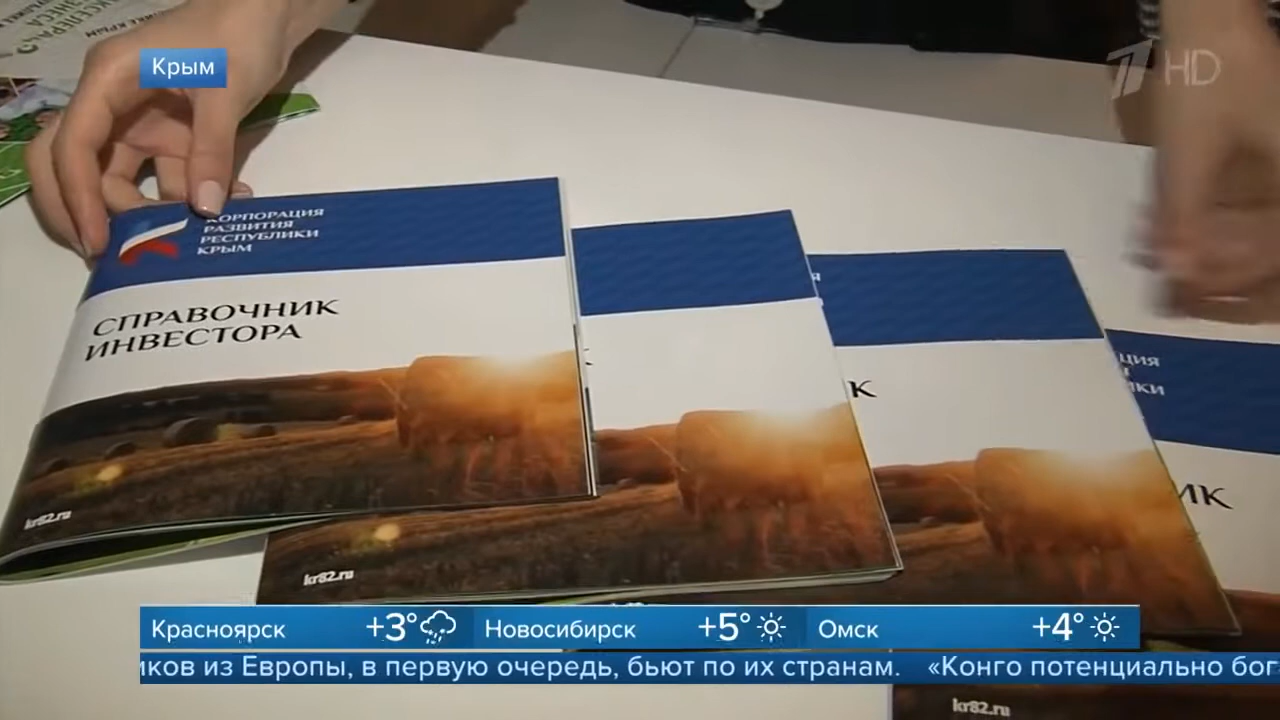 Крым
HD
КОРПОРАЦИЯ
РАЗВИТИЯ
РЕСПУБЛИКИ
КРЫМ
СПРАВОЧНИК
ИНВЕСТОРА
kr82.ru
kr82.ru
kr82.ru
Красноярск +3° Новосибирск +5° Омск +4°
иков из Европы, в первую очередь, бьют по их странам. «Конго потенциально бог